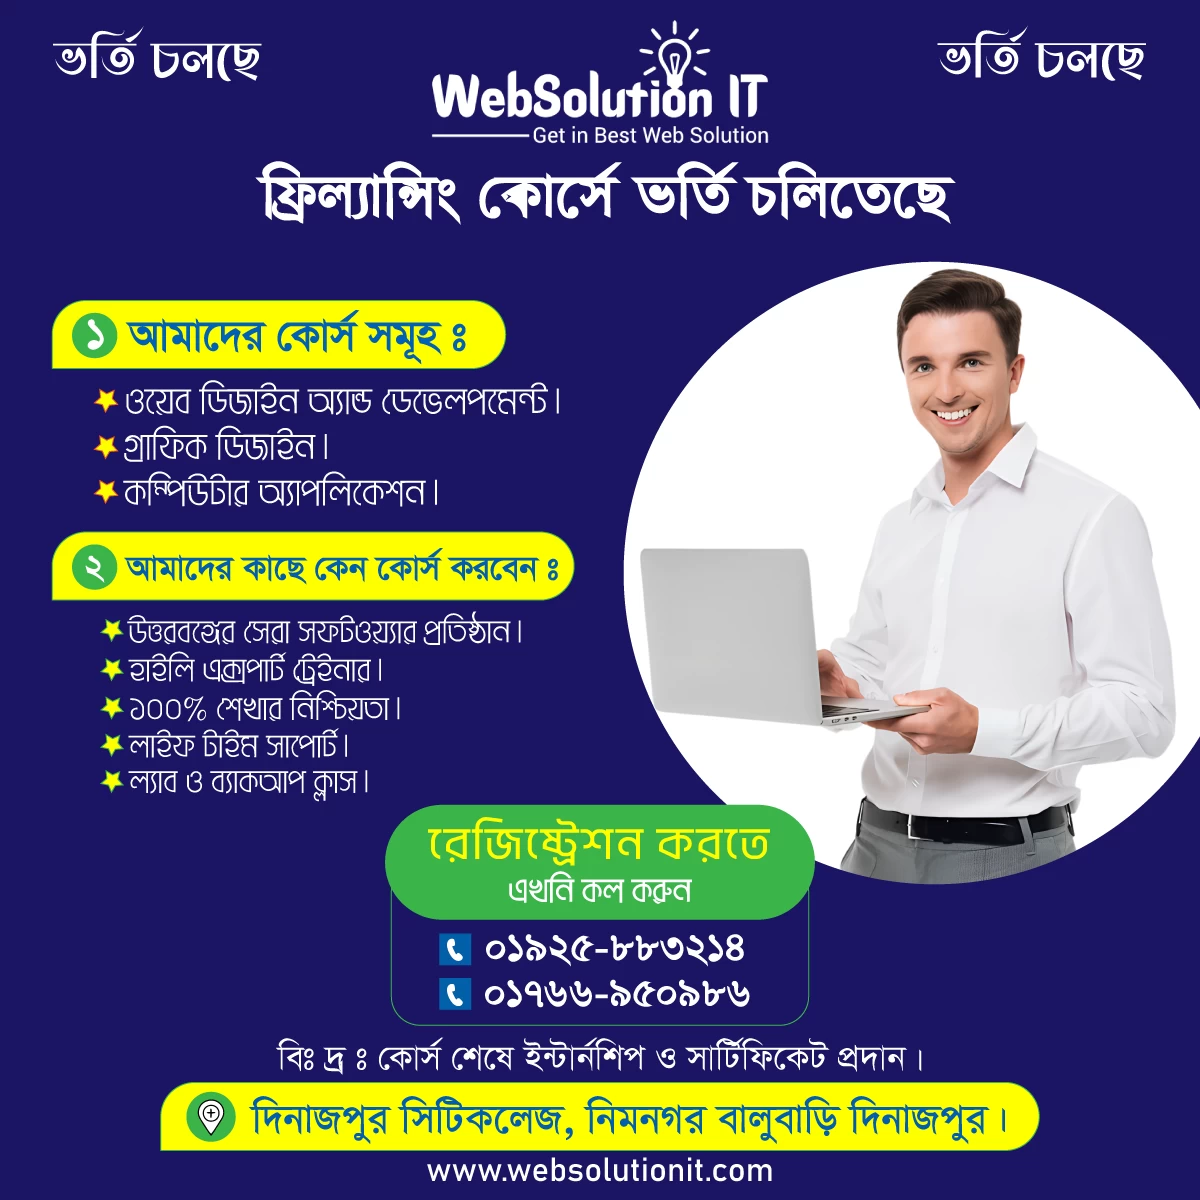 ভর্তি চলছে
ভর্তি চলছে
WebSolution IT
Get in Best Web Solution
ফ্রিল্যান্সিং কোর্সে ভর্তি চলিতেছে
১ আমাদের কোর্স সমূহ ঃ
ওয়েব ডিজাইন অ্যান্ড ডেভেলপমেন্ট।
গ্রাফিক ডিজাইন।
কম্পিউটার অ্যাপলিকেশন।
২ আমাদের কাছে কেন কোর্স করবেন ঃ
উত্তরবঙ্গের সেরা সফটওয়্যার প্রতিষ্ঠান।
হাইলি এক্সপার্ট ট্রেইনার।
১০০% শেখার নিশ্চিয়তা।
লাইফ টাইম সাপোর্ট।
ল্যাব ও ব্যাকআপ ক্লাস।
রেজিষ্ট্রেশন করতে
এখনি কল করুন
০১৯২৫-৮৮৩২১৪
০১৭৬৬-৯৫০৯৮৬
বিঃ দ্র ঃ কোর্স শেষে ইন্টার্নশিপ ও সার্টিফিকেট প্রদান।
দিনাজপুর সিটিকলেজ, নিমনগর বালুবাড়ি দিনাজপুর।
www.websolutionit.com